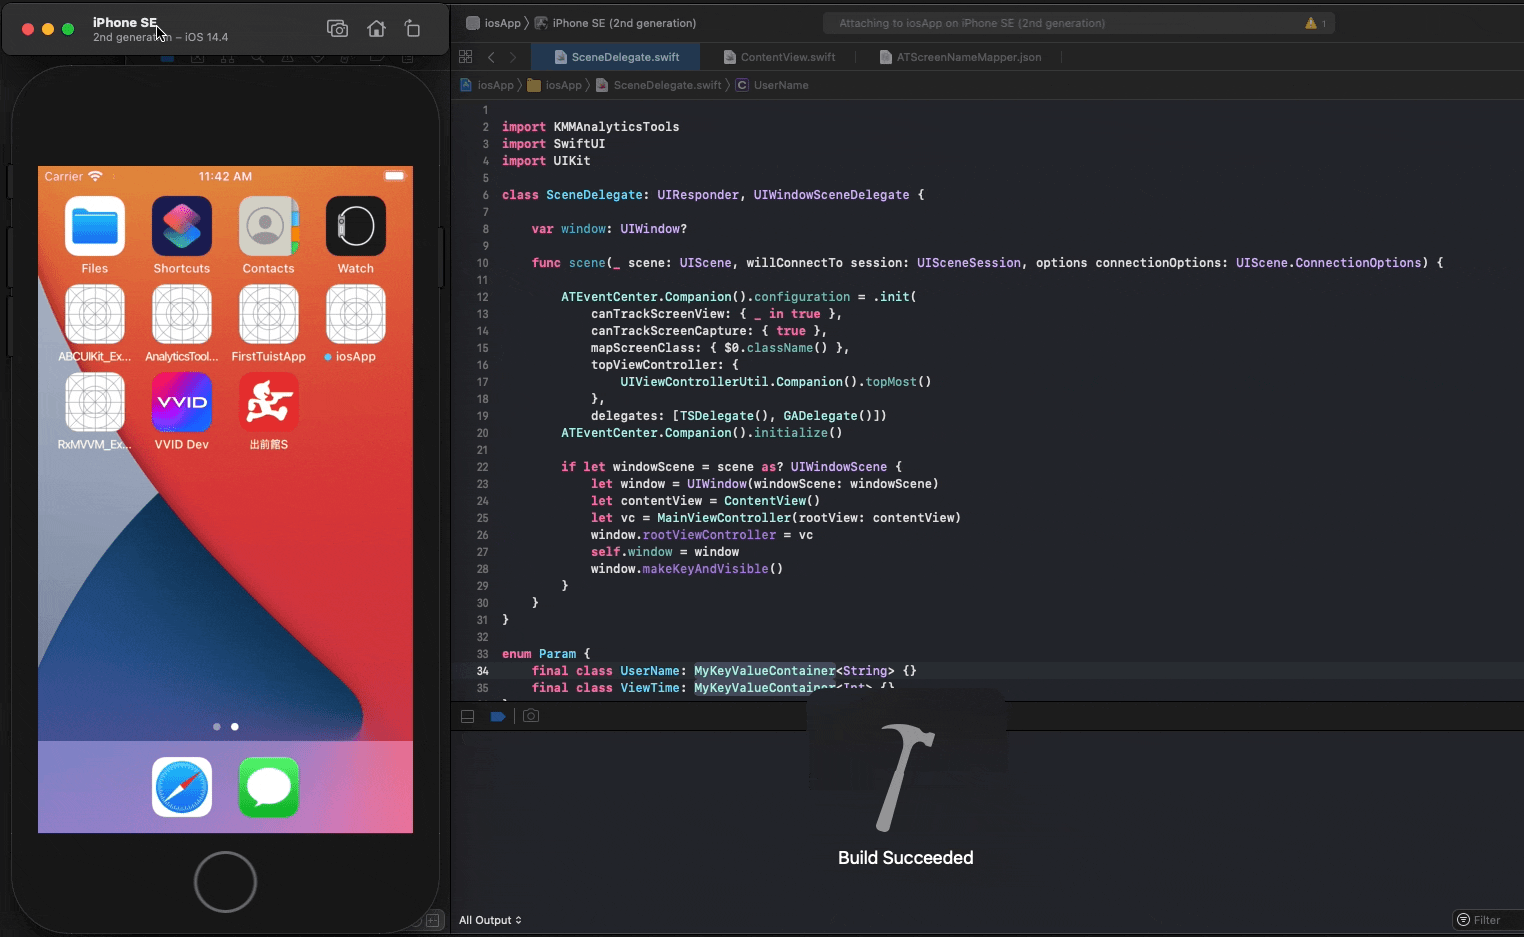 iPhone SE
2nd generation – iOS 14.4
Carrier
11:42 AM
Files
Shortcuts
Contacts
Watch
ABCUIKit_Ex...
AnalyticsTool...
FirstTuistApp
iosApp
RxMVVM_Ex...
VVID
VVID Dev
出前館S
iosApp
iPhone SE (2nd generation)
Attaching to iosApp on iPhone SE (2nd generation)
1
SceneDelegate.swift
ContentView.swift
ATScreenNameMapper.json
iosApp
iosApp
SceneDelegate.swift
C UserName
1
2 import KMMAnalyticsTools
3 import SwiftUI
4 import UIKit
5
6 class SceneDelegate: UIResponder, UIWindowSceneDelegate {
7
8 var window: UIWindow?
9
10 func scene(_ scene: UIScene, willConnectTo session: UISceneSession, options connectionOptions: UIScene.ConnectionOptions) {
11
12 ATEventCenter.Companion().configuration = .init(
13 canTrackScreenView: { _ in true },
14 canTrackScreenCapture: { true },
15 mapScreenClass: { $0.className() },
16 topViewController: {
17 UIViewControllerUtil.Companion().topMost()
18 },
19 delegates: [TSDelegate(), GADelegate()])
20 ATEventCenter.Companion().initialize()
21
22 if let windowScene = scene as? UIWindowScene {
23 let window = UIWindow(windowScene: windowScene)
24 let contentView = ContentView()
25 let vc = MainViewController(rootView: contentView)
26 window.rootViewController = vc
27 self.window = window
28 window.makeKeyAndVisible()
29 }
30 }
31 }
32
33 enum Param {
34 final class UserName: MyKeyValueContainer<String> {}
35 final class ViewTime: MyKeyValueContainer<Int> {}
Build Succeeded
All Output
Filter